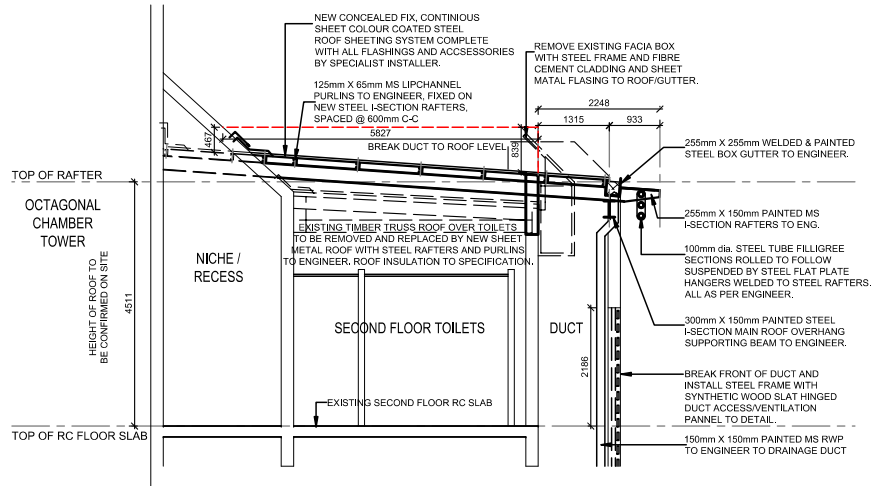 NEW CONCEALED FIX, CONTINIOUS
SHEET COLOUR COATED STEEL
ROOF SHEETING SYSTEM COMPLETE
WITH ALL FLASHINGS AND ACCSESSORIES
BY SPECIALIST INSTALLER.
125mm X 65mm MS LIPCHANNEL
PURLINS TO ENGINEER, FIXED ON
NEW STEEL I-SECTION RAFTERS,
SPACED @ 600mm C-C
REMOVE EXISTING FACIA BOX
WITH STEEL FRAME AND FIBRE
CEMENT CLADDING AND SHEET
MATAL FLASING TO ROOF/GUTTER.
2248
1315
933
467
5827
BREAK DUCT TO ROOF LEVEL
839
255mm X 255mm WELDED & PAINTED
STEEL BOX GUTTER TO ENGINEER.
TOP OF RAFTER
OCTAGONAL
CHAMBER
TOWER
NICHE /
RECESS
EXISTING TIMBER TRUSS ROOF OVER TOILETS
TO BE REMOVED AND REPLACED BY NEW SHEET
METAL ROOF WITH STEEL RAFTERS AND PURLINS
TO ENGINEER. ROOF INSULATION TO SPECIFICATION.
255mm X 150mm PAINTED MS
I-SECTION RAFTERS TO ENG.
100mm dia. STEEL TUBE FILLIGREE
SECTIONS ROLLED TO FOLLOW
SUSPENDED BY STEEL FLAT PLATE
HANGERS WELDED TO STEEL RAFTERS.
ALL AS PER ENGINEER.
HEIGHT OF ROOF TO
BE CONFIRMED ON SITE
4511
SECOND FLOOR TOILETS
DUCT
2186
300mm X 150mm PAINTED STEEL
I-SECTION MAIN ROOF OVERHANG
SUPPORTING BEAM TO ENGINEER.
BREAK FRONT OF DUCT AND
INSTALL STEEL FRAME WITH
SYNTHETIC WOOD SLAT HINGED
DUCT ACCESS/VENTILATION
PANNEL TO DETAIL.
EXISTING SECOND FLOOR RC SLAB
TOP OF RC FLOOR SLAB
150mm X 150mm PAINTED MS RWP
TO ENGINEER TO DRAINAGE DUCT